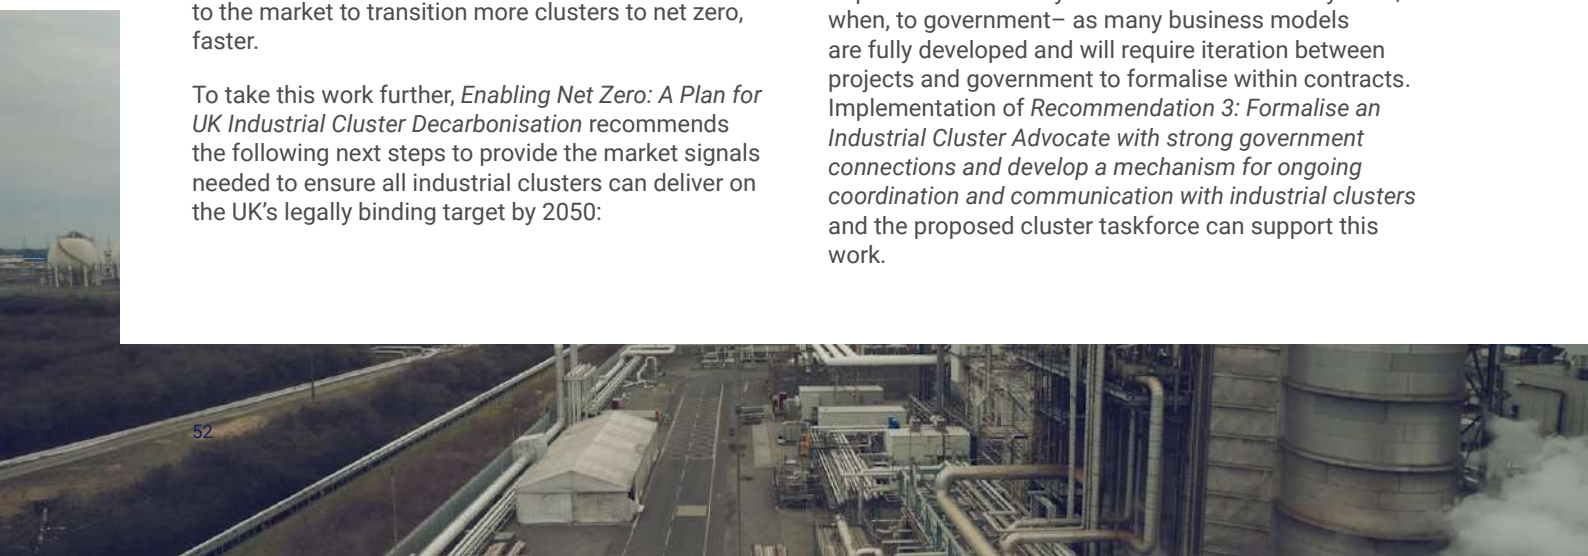 to the market to transition more clusters to net zero,
faster.
To take this work further, Enabling Net Zero: A Plan for
UK Industrial Cluster Decarbonisation recommends
the following next steps to provide the market signals
needed to ensure all industrial clusters can deliver on
the UK's legally binding target by 2050:
when, to government– as many business models
are fully developed and will require iteration between
projects and government to formalise within contracts.
Implementation of Recommendation 3: Formalise an
Industrial Cluster Advocate with strong government
connections and develop a mechanism for ongoing
coordination and communication with industrial clusters
and the proposed cluster taskforce can support this
work.
52